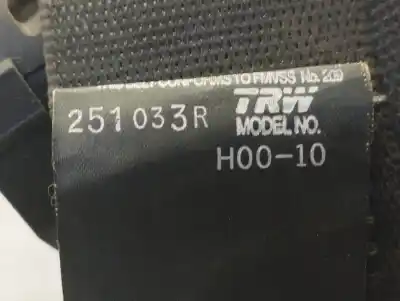 THIS BELT CONFORMS TO FMVSS No. 209
251033R TRW
MODEL NO.
H00-10